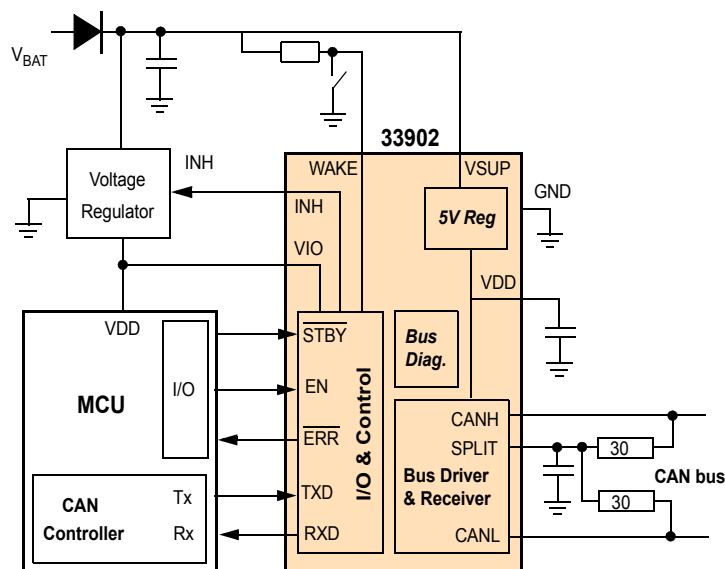 V_BAT
33902
WAKE
VSUP
INH
INH
Voltage
Regulator
GND
5V Reg
VIO
VDD
VDD
STBY
Bus
Diag.
MCU
I/O
EN
I/O & Control
ERR
CANH
SPLIT
30
Bus Driver
& Receiver
CAN bus
30
CAN
Controller
Tx
TXD
Rx
RXD
CANL